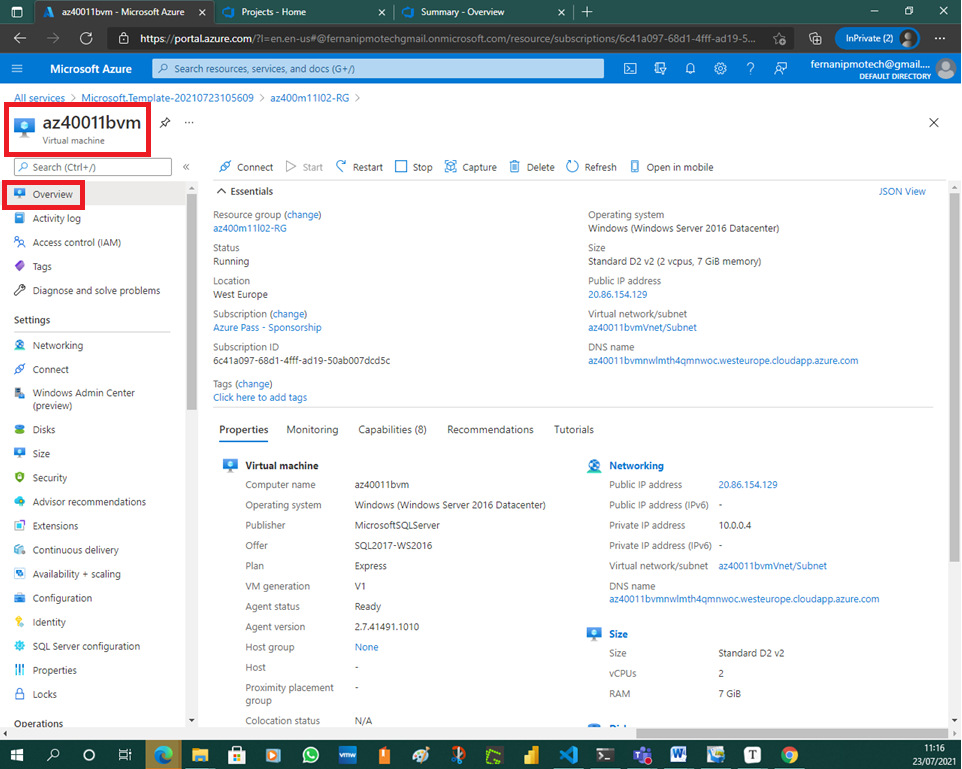 az40011bvm - Microsoft Azure
Projects - Home
Summary - Overview
https://portal.azure.com/?l=en.en-us#@fernanipmotechgmail.onmicrosoft.com/resource/subscriptions/6c41a097-68d1-4fff-ad19-5...
InPrivate (2)
Microsoft Azure
Search resources, services, and docs (G+/)
fernanipmotech@gmail....
DEFAULT DIRECTORY
All services > Microsoft.Template-20210723105609 > az400m11l02-RG >
az40011bvm
Virtual machine
Search (Ctrl+/)
Overview
Activity log
Access control (IAM)
Tags
Diagnose and solve problems
Settings
Networking
Connect
Windows Admin Center
(preview)
Disks
Size
Security
Advisor recommendations
Extensions
Continuous delivery
Availability + scaling
Configuration
Identity
SQL Server configuration
Properties
Locks
Operations
Connect
Start
Restart
Stop
Capture
Delete
Refresh
Open in mobile
Essentials
JSON View
Resource group (change)
az400m11l02-RG
Status
Running
Location
West Europe
Subscription (change)
Azure Pass - Sponsorship
Subscription ID
6c41a097-68d1-4fff-ad19-50ab007dcd5c
Tags (change)
Click here to add tags
Operating system
Windows (Windows Server 2016 Datacenter)
Size
Standard D2 v2 (2 vcpus, 7 GiB memory)
Public IP address
20.86.154.129
Virtual network/subnet
az40011bvmVnet/Subnet
DNS name
az40011bvmnwlmth4qmnwoc.westeurope.cloudapp.azure.com
Properties
Monitoring
Capabilities (8)
Recommendations
Tutorials
Virtual machine
Computer name az40011bvm
Operating system Windows (Windows Server 2016 Datacenter)
Publisher MicrosoftSQLServer
Offer SQL2017-WS2016
Plan Express
VM generation V1
Agent status Ready
Agent version 2.7.41491.1010
Host group None
Host -
Proximity placement -
group
Colocation status N/A
Networking
Public IP address 20.86.154.129
Public IP address (IPv6) -
Private IP address 10.0.0.4
Private IP address (IPv6) -
Virtual network/subnet az40011bvmVnet/Subnet
DNS name
az40011bvmnwlmth4qmnwoc.westeurope.cloudapp.azure.com
Size
Size Standard D2 v2
vCPUs 2
RAM 7 GiB
vmw
T
11:16
23/07/2021